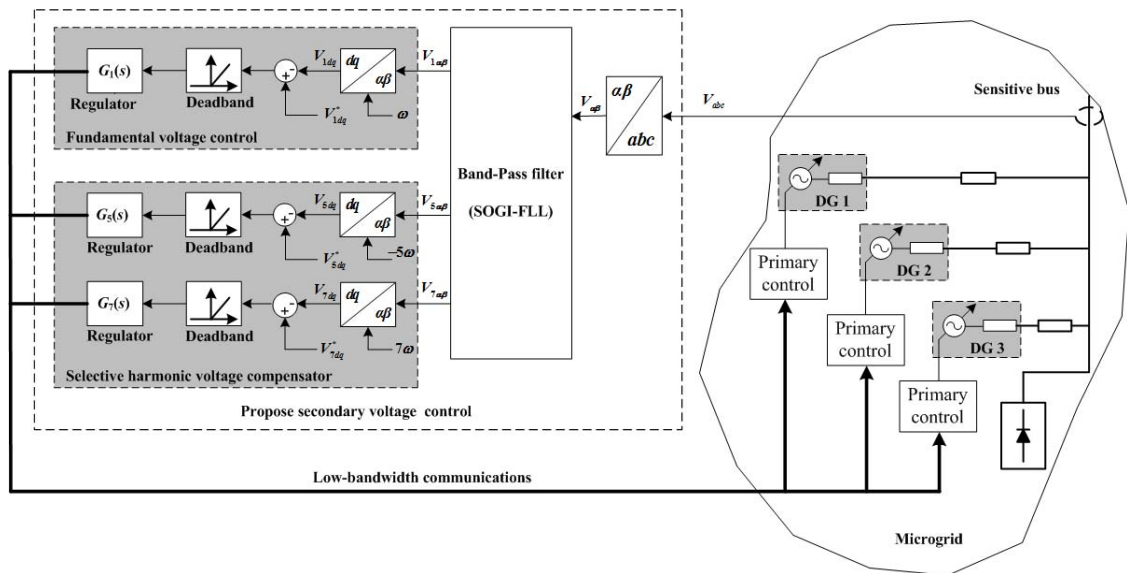 G1(s)
Regulator
Deadband
+
-
V1dq
V*1dq
dq
αβ
ω
V1αβ
Fundamental voltage control
G5(s)
Regulator
Deadband
+
-
V5dq
V*5dq
dq
αβ
−5ω
V5αβ
G7(s)
Regulator
Deadband
+
-
V7dq
V*7dq
dq
αβ
7ω
V7αβ
Selective harmonic voltage compensator
Band-Pass filter
(SOGI-FLL)
Vαβ
αβ
abc
Vabc
Propose secondary voltage control
Low-bandwidth communications
Sensitive bus
DG 1
Primary
control
DG 2
Primary
control
DG 3
Primary
control
Microgrid